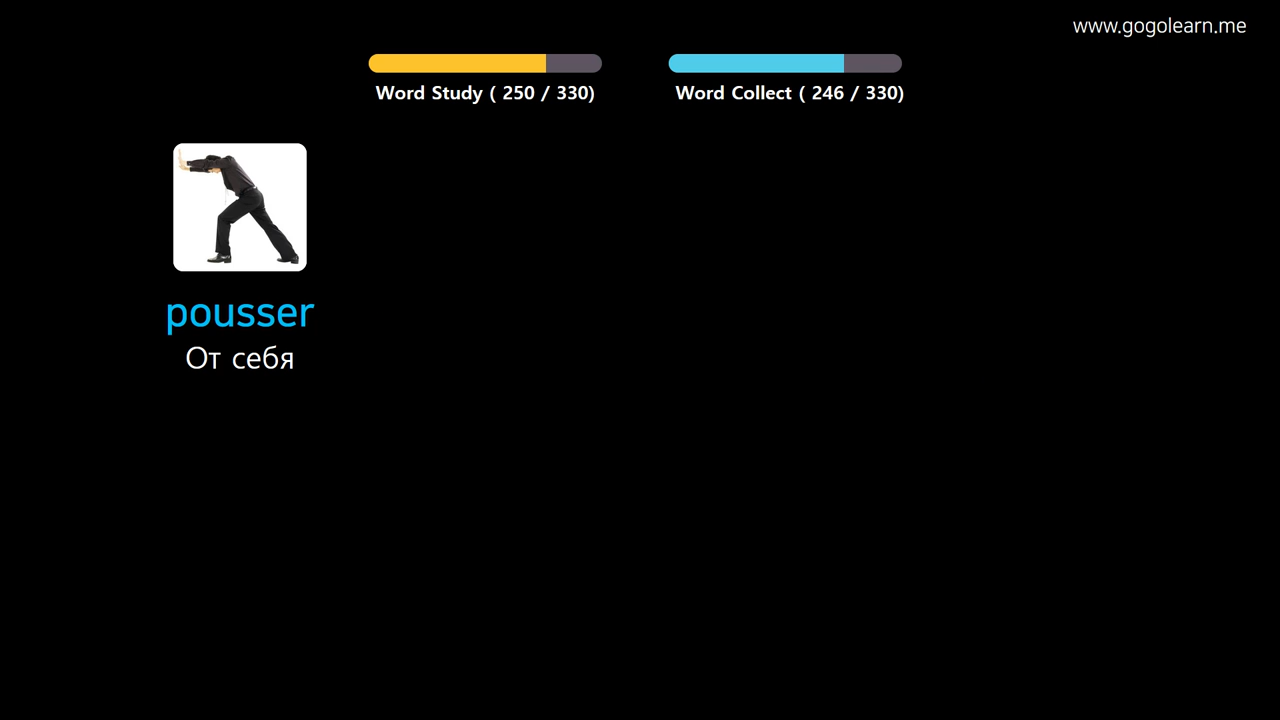 www.gogolearn.me
Word Study ( 250 / 330)
Word Collect ( 246 / 330)
pousser
От себя